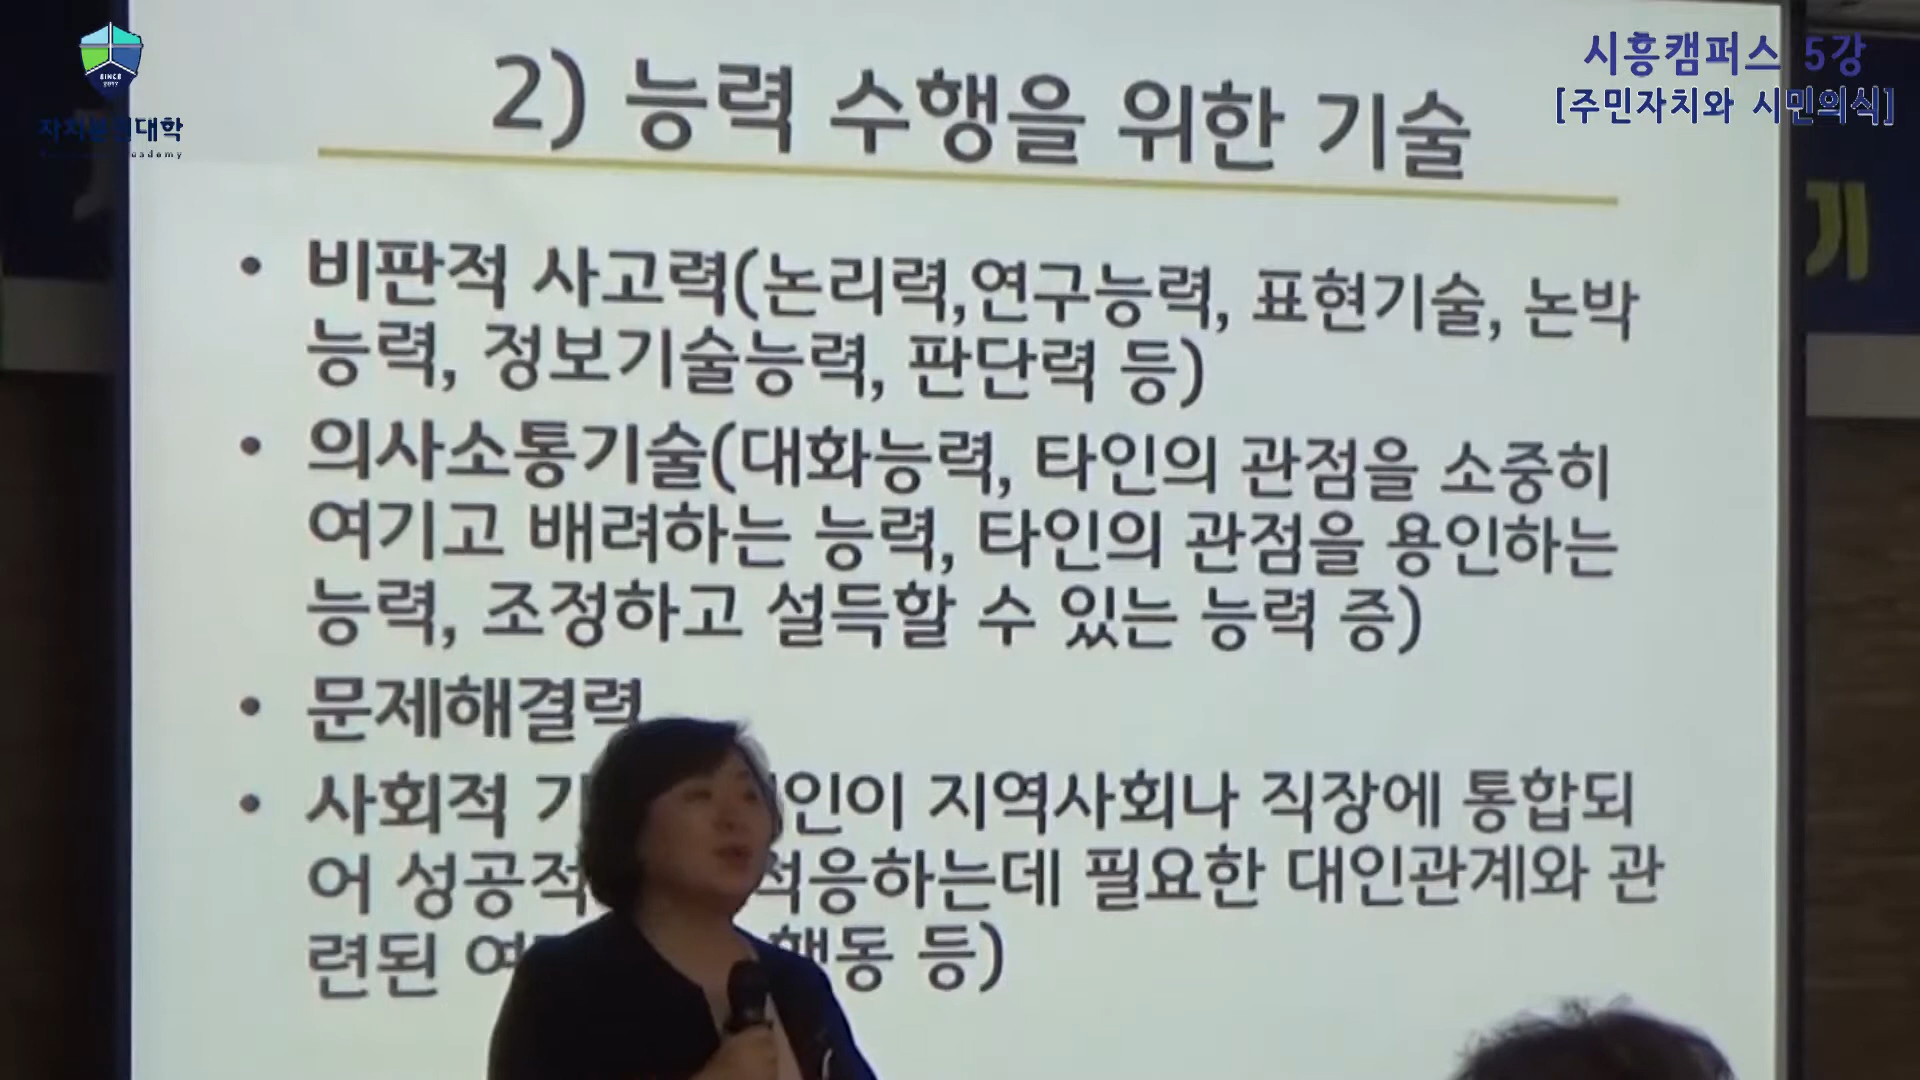 SINCE
2017
자치분권대학
시흥캠퍼스 5강
[주민자치와 시민의식]
2) 능력 수행을 위한 기술
기
• 비판적 사고력(논리력,연구능력, 표현기술, 논박
능력, 정보기술능력, 판단력 등)
• 의사소통기술(대화능력, 타인의 관점을 소중히
여기고 배려하는 능력, 타인의 관점을 용인하는
능력, 조정하고 설득할 수 있는 능력 증)
• 문제해결력
• 사회적 지역사회나 직장에 통합되
어 적응하는데 필요한 대인관계와 관
련된 행동 등)